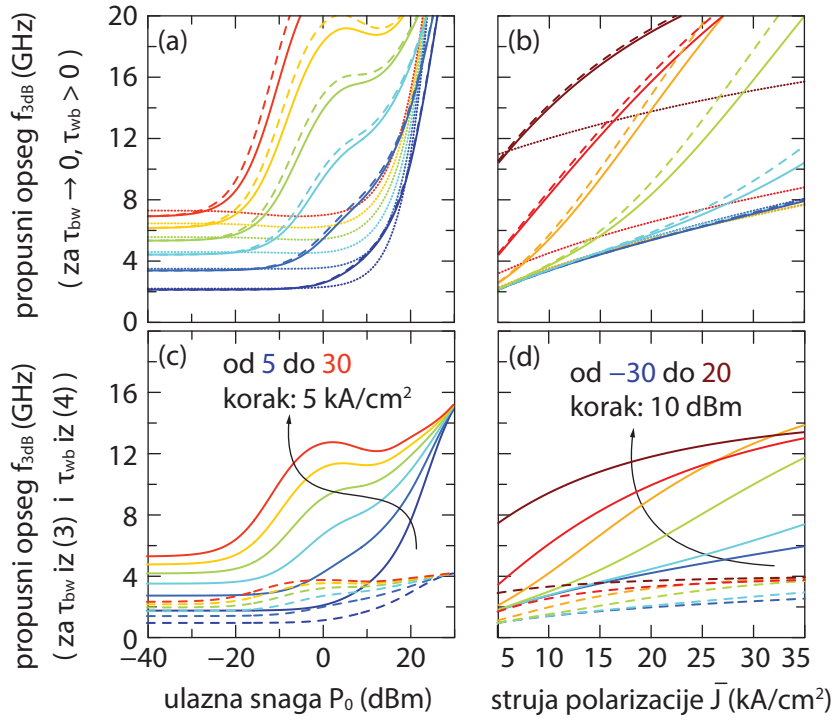 propusni opseg f3dB (GHz)
( za τbw → 0, τwb > 0 )
20
16
12
8
4
0
(a)
(b)
propusni opseg f3dB (GHz)
( za τbw iz (3) i τwb iz (4) )
16
12
8
4
0
(c)
od 5 do 30
korak: 5 kA/cm²
(d)
od −30 do 20
korak: 10 dBm
−40 −20 0 20
5 10 15 20 25 30 35
ulazna snaga P0 (dBm)
struja polarizacije J̅ (kA/cm²)